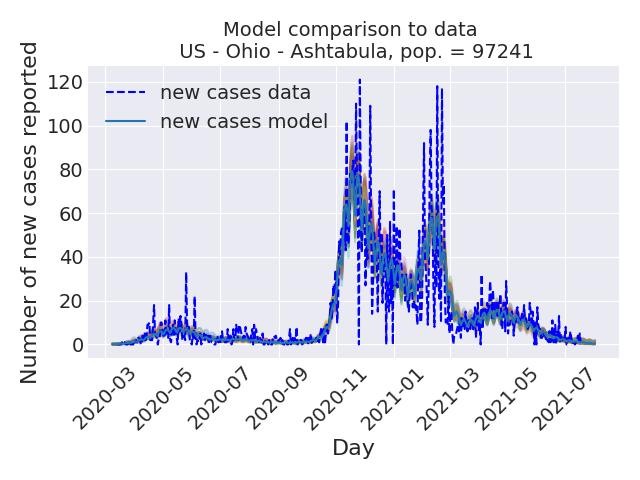 Model comparison to data
US - Ohio - Ashtabula, pop. = 97241
Number of new cases reported
120
100
80
60
40
20
0
new cases data
new cases model
2020-03
2020-05
2020-07
2020-09
2020-11
2021-01
2021-03
2021-05
2021-07
Day